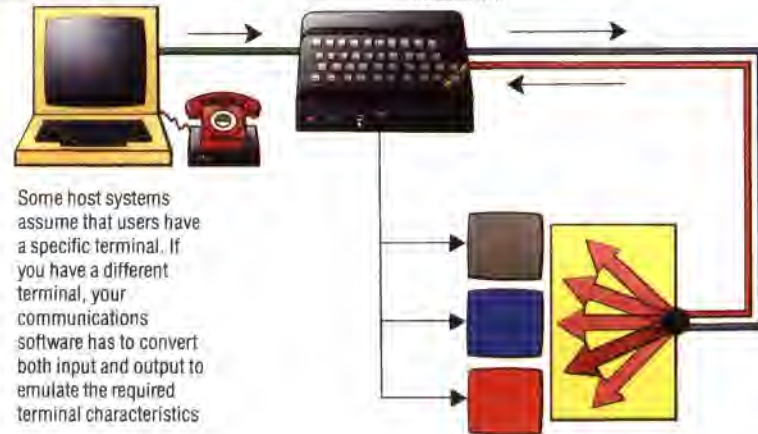 Some host systems
assume that users have
a specific terminal. If
you have a different
terminal, your
communications
software has to convert
both input and output to
emulate the required
terminal characteristics